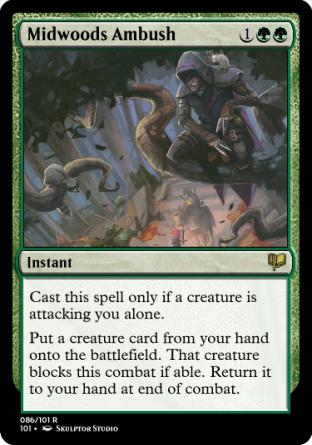 Midwoods Ambush 1
Instant
Cast this spell only if a creature is
attacking you alone.
Put a creature card from your hand
onto the battlefield. That creature
blocks this combat if able. Return it
to your hand at end of combat.
086/101 R
101 • Skulptor Studio